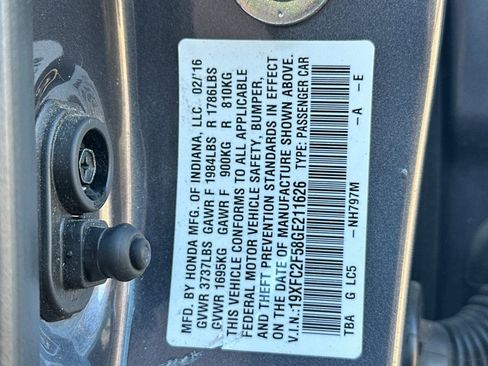 MFD. BY HONDA MFG. OF INDIANA, LLC. 02/16
GVWR 3737LBS GAWR F 1984LBS R 1786LBS
GVWR 1695KG GAWR F 900KG R 810KG
THIS VEHICLE CONFORMS TO ALL APPLICABLE
FEDERAL MOTOR VEHICLE SAFETY, BUMPER,
AND THEFT PREVENTION STANDARDS IN EFFECT
ON THE DATE OF MANUFACTURE SHOWN ABOVE.
V.I.N.:19XFC2F58GE211626 TYPE: PASSENGER CAR
TBA G LC5 -NH797M -A -E